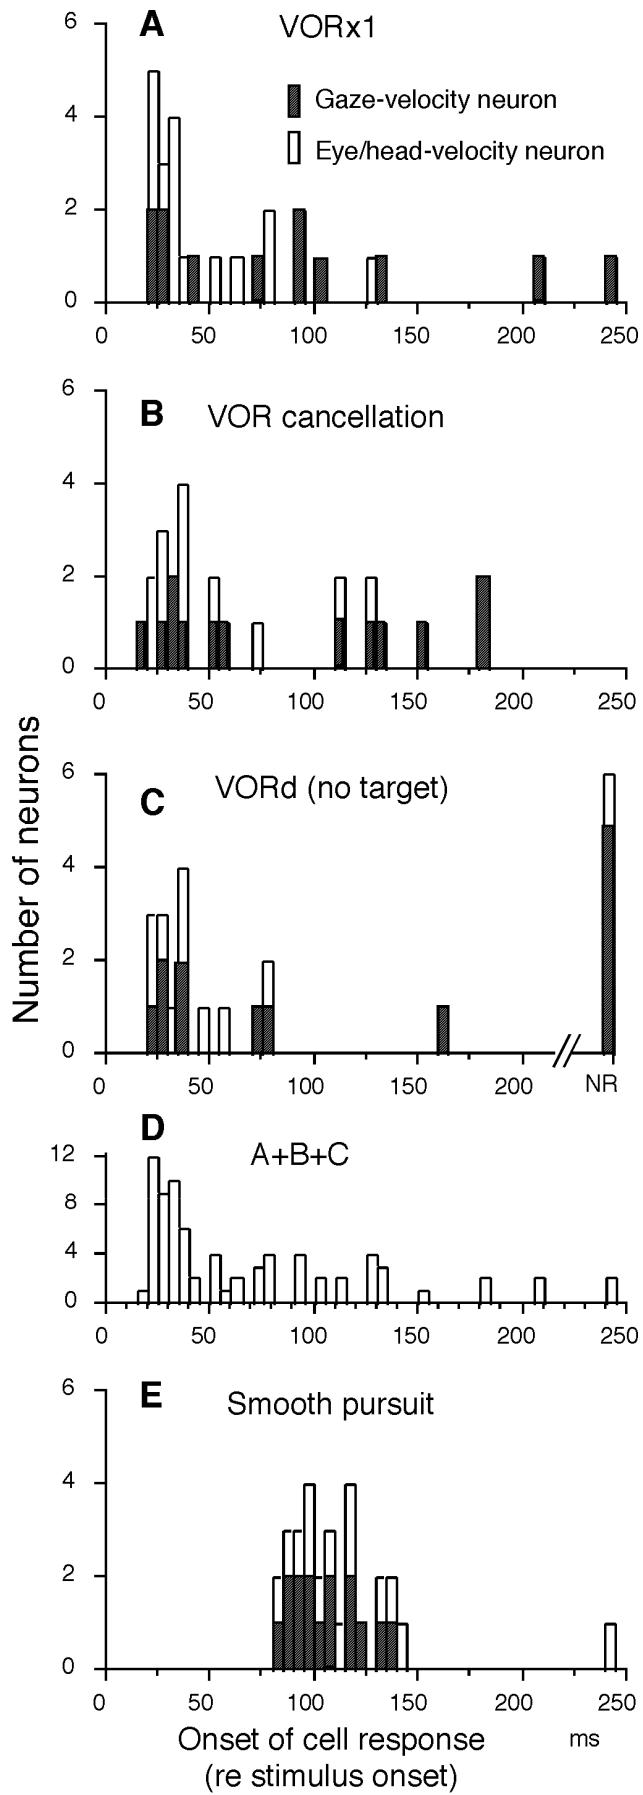 A VORx1
Gaze-velocity neuron
Eye/head-velocity neuron
6
4
2
0
0 50 100 150 200 250
B VOR cancellation
6
4
2
0
0 50 100 150 200 250
Number of neurons
C VORd (no target)
6
4
2
0
0 50 100 150 200 NR
D A+B+C
12
8
4
0
0 50 100 150 200 250
E Smooth pursuit
6
4
2
0
0 50 100 150 200 250
Onset of cell response ms
(re stimulus onset)